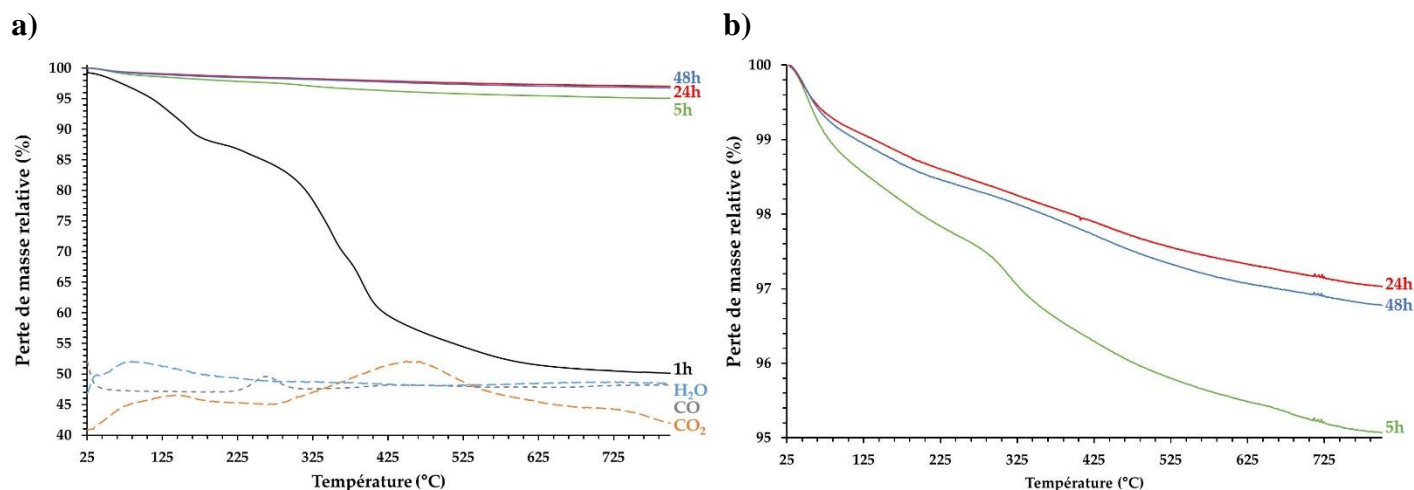 a)
100
95
90
85
80
75
70
65
60
55
50
45
40
Perte de masse relative (%)
48h
24h
5h
1h
H₂O
CO
CO₂
25
125
225
325
425
525
625
725
Température (°C)
b)
100
99
98
97
96
95
Perte de masse relative (%)
24h
48h
5h
25
125
225
325
425
525
625
725
Température (°C)